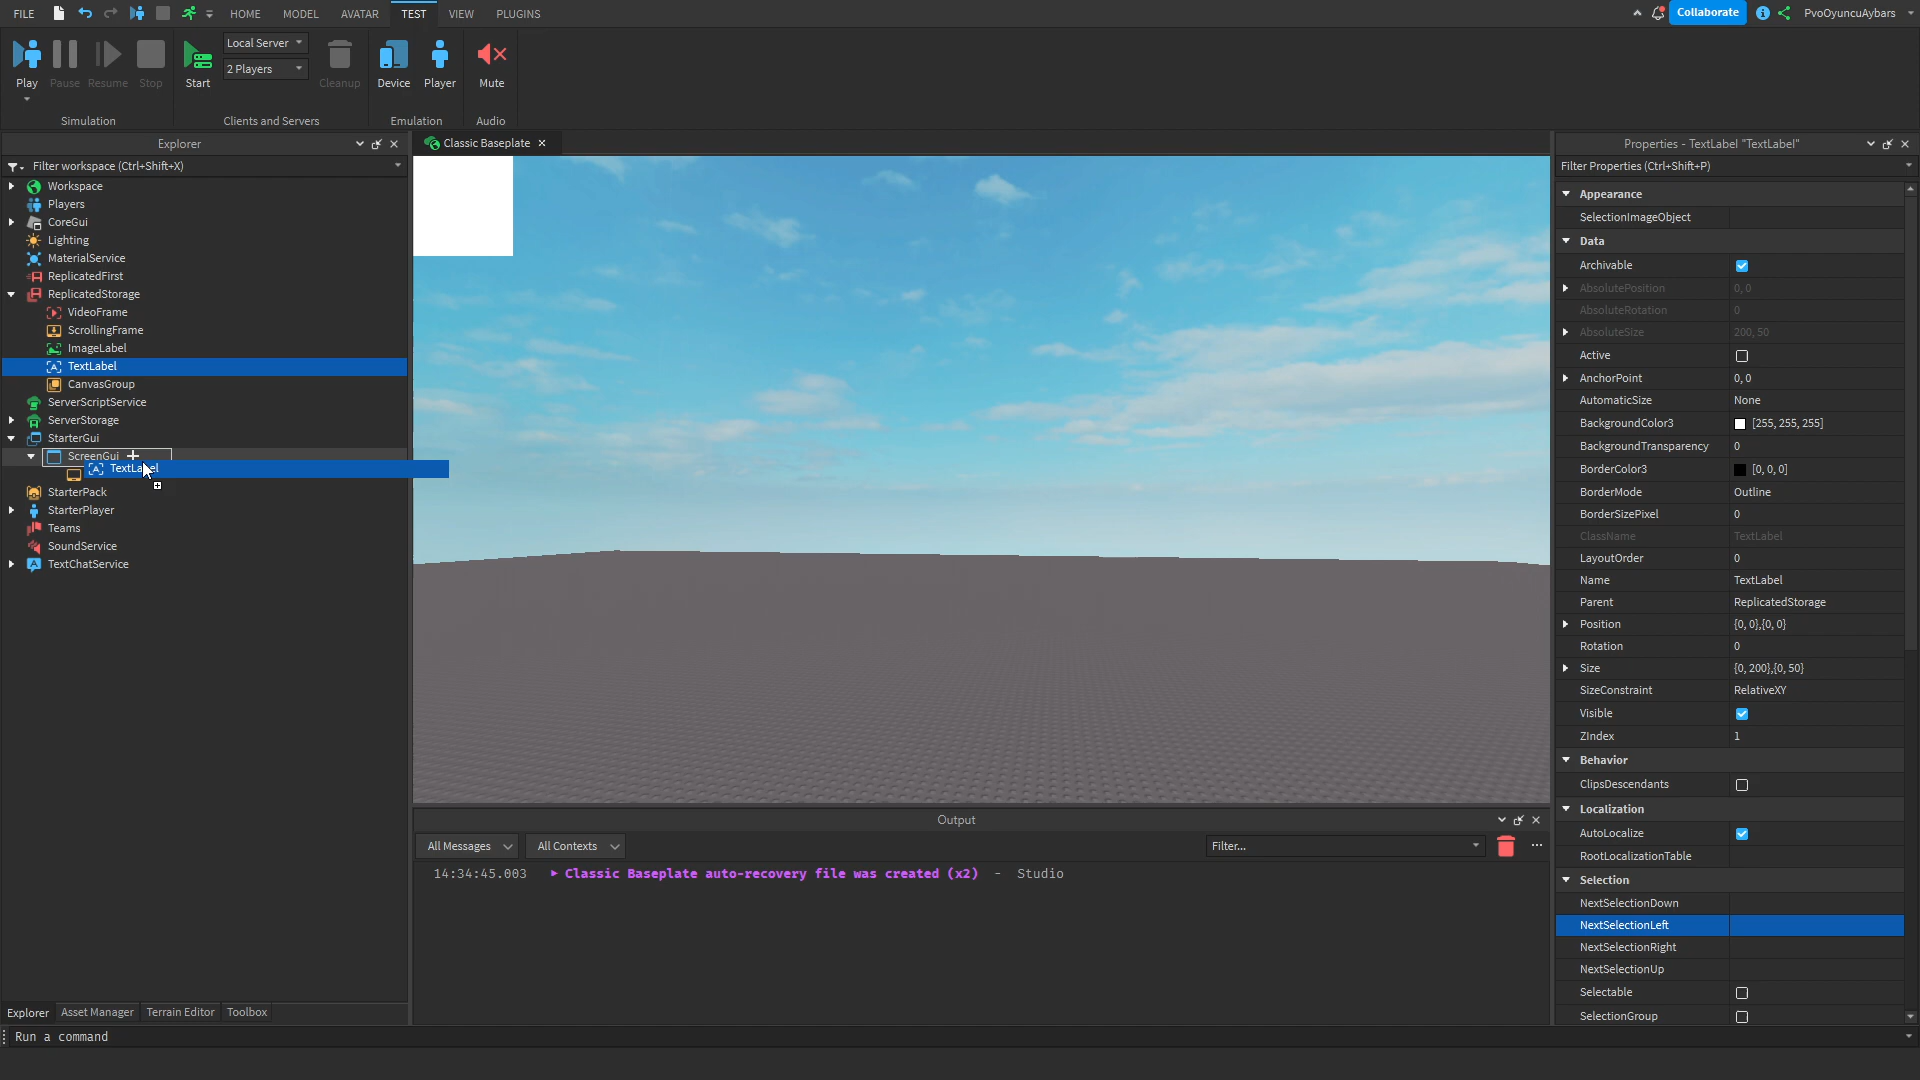 FILE HOME MODEL AVATAR TEST VIEW PLUGINS Collaborate PvoOyuncuAybars
Play Pause Resume Stop
Simulation
Start Local Server
2 Players
Cleanup
Clients and Servers
Device Player
Emulation
Mute
Audio
Explorer
Filter workspace (Ctrl+Shift+X)
Workspace
Players
CoreGui
Lighting
MaterialService
ReplicatedFirst
ReplicatedStorage
VideoFrame
ScrollingFrame
ImageLabel
TextLabel
CanvasGroup
ServerScriptService
ServerStorage
StarterGui
ScreenGui
TextLabel
StarterPack
StarterPlayer
Teams
SoundService
TextChatService
Explorer Asset Manager Terrain Editor Toolbox
Classic Baseplate
Output
All Messages All Contexts Filter...
14:34:45.003 Classic Baseplate auto-recovery file was created (x2) - Studio
Properties - TextLabel "TextLabel"
Filter Properties (Ctrl+Shift+P)
Appearance
SelectionImageObject
Data
Archivable
AbsolutePosition 0, 0
AbsoluteRotation 0
AbsoluteSize 200, 50
Active
AnchorPoint 0, 0
AutomaticSize None
BackgroundColor3 [255, 255, 255]
BackgroundTransparency 0
BorderColor3 [0, 0, 0]
BorderMode Outline
BorderSizePixel 0
ClassName TextLabel
LayoutOrder 0
Name TextLabel
Parent ReplicatedStorage
Position {0, 0},{0, 0}
Rotation 0
Size {0, 200},{0, 50}
SizeConstraint RelativeXY
Visible
ZIndex 1
Behavior
ClipsDescendants
Localization
AutoLocalize
RootLocalizationTable
Selection
NextSelectionDown
NextSelectionLeft
NextSelectionRight
NextSelectionUp
Selectable
SelectionGroup
Run a command